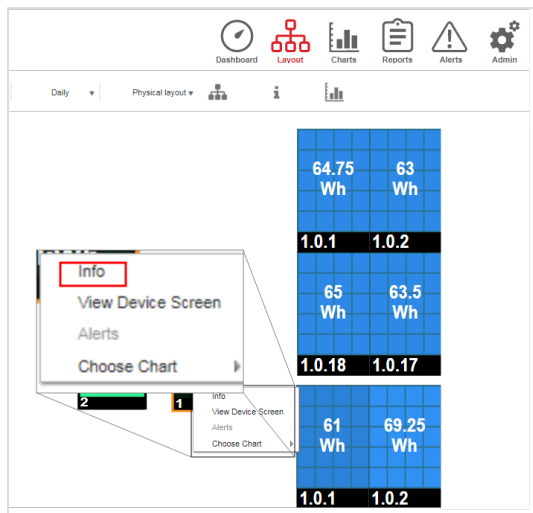 Dashboard Layout Charts Reports Alerts Admin
Daily Physical layout
64.75 Wh
63 Wh
1.0.1 1.0.2
65 Wh
63.5 Wh
1.0.18 1.0.17
Info
View Device Screen
Alerts
Choose Chart
2
1
Info
View Device Screen
Alerts
Choose Chart
61 Wh
69.25 Wh
1.0.1 1.0.2